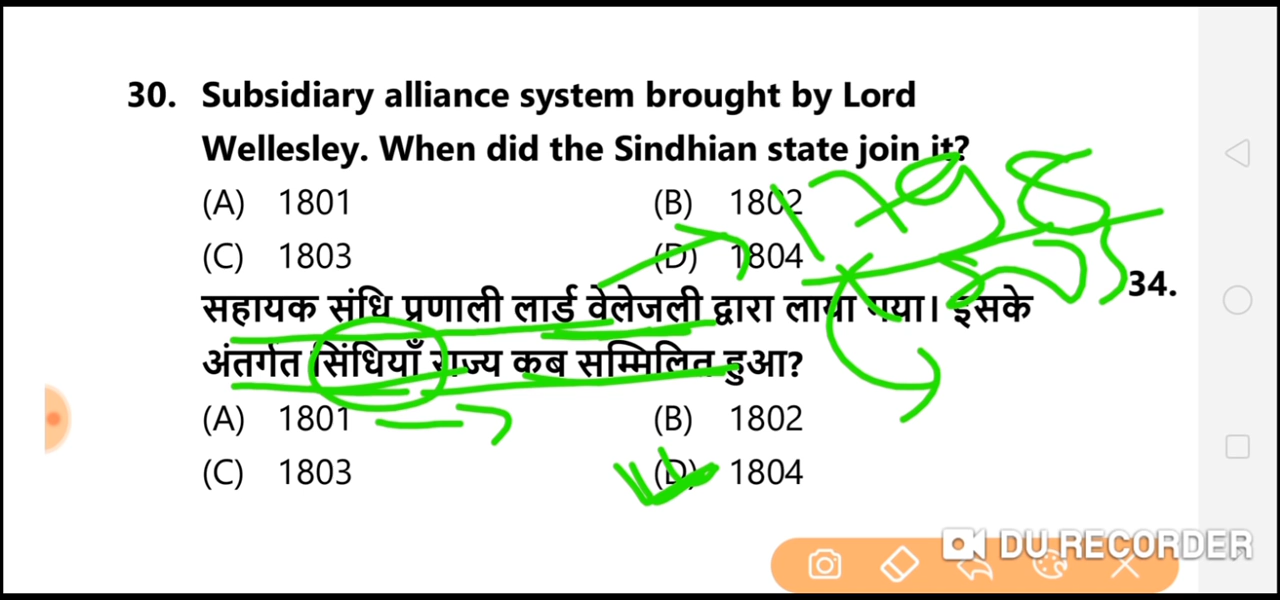 30. Subsidiary alliance system brought by Lord
Wellesley. When did the Sindhian state join it?
(A) 1801 (B) 1802
(C) 1803 (D) 1804
सहायक संधि प्रणाली लार्ड वेलेजली द्वारा लाया गया। इसके
अंतर्गत सिंधियाँ राज्य कब सम्मिलित हुआ?
(A) 1801 (B) 1802
(C) 1803 (D) 1804
1798
34.
DU RECORDER